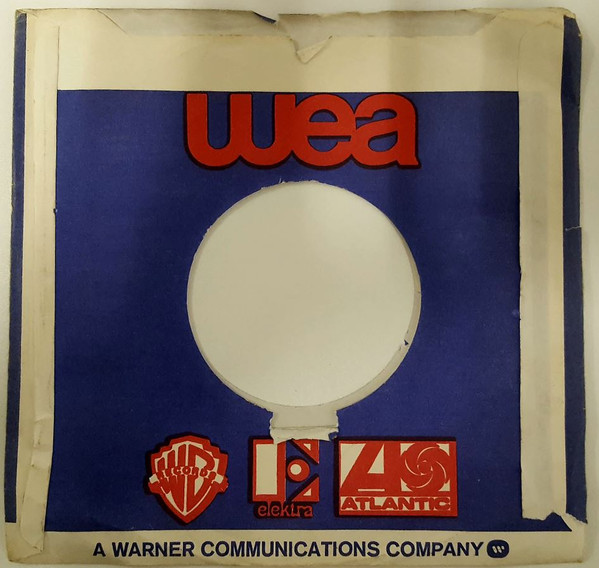 wea
WB RECORDS
elektra
ATLANTIC
A WARNER COMMUNICATIONS COMPANY